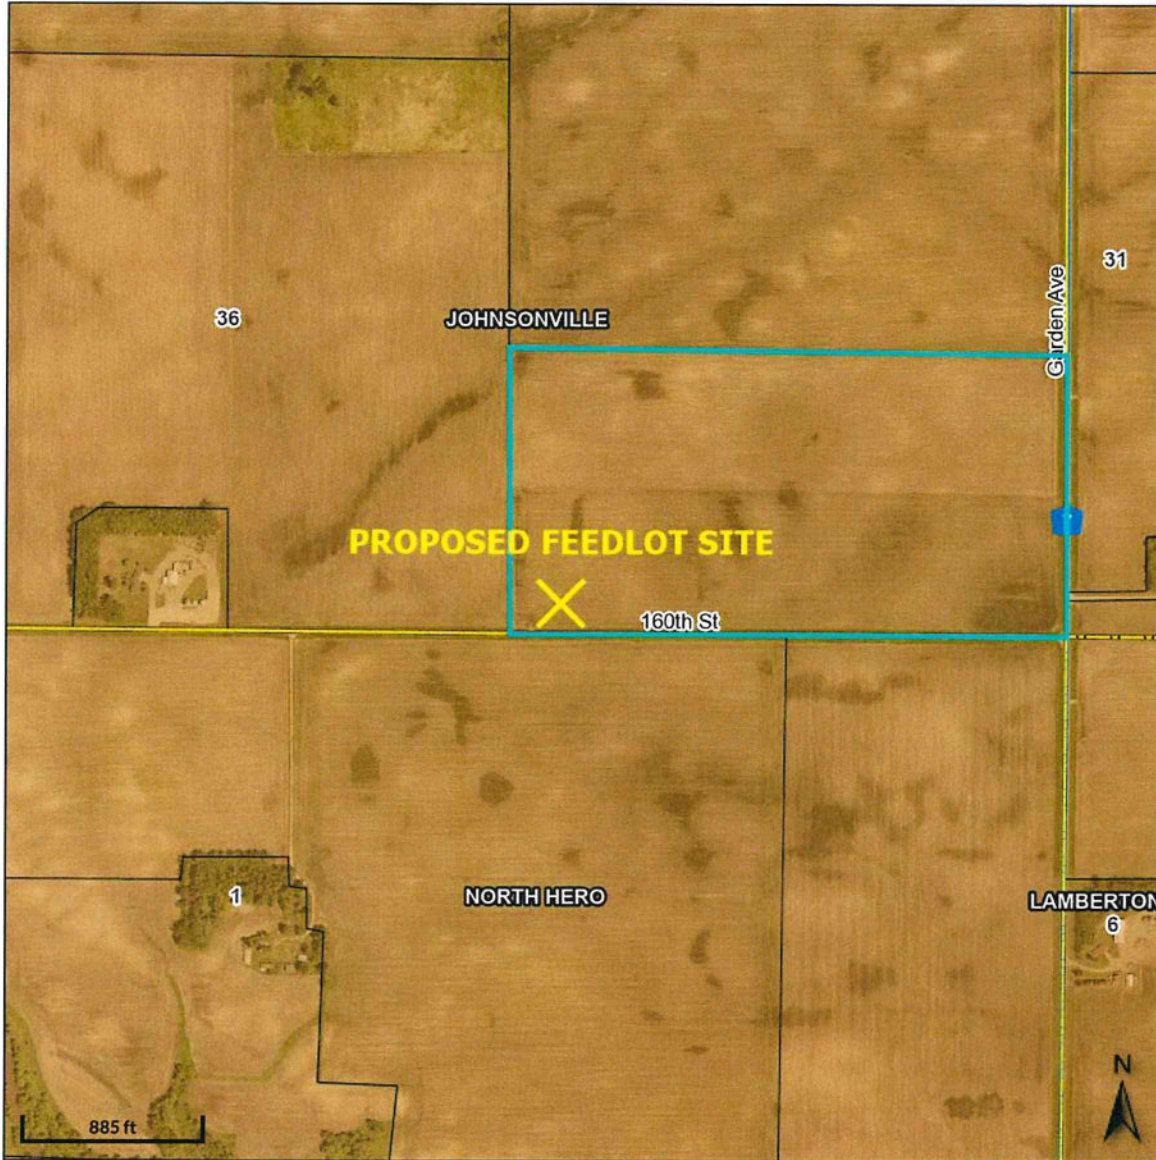 31
36
JOHNSONVILLE
Garden Ave
PROPOSED FEEDLOT SITE
160th St
1
NORTH HERO
LAMBERTON
6
N
885 ft